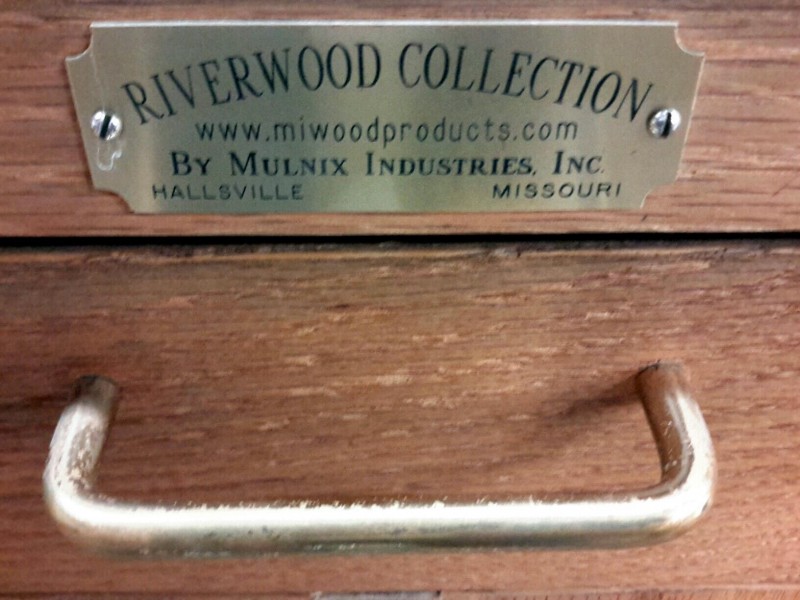 RIVERWOOD COLLECTION
www.miwoodproducts.com
BY MULNIX INDUSTRIES, INC.
HALLSVILLE MISSOURI